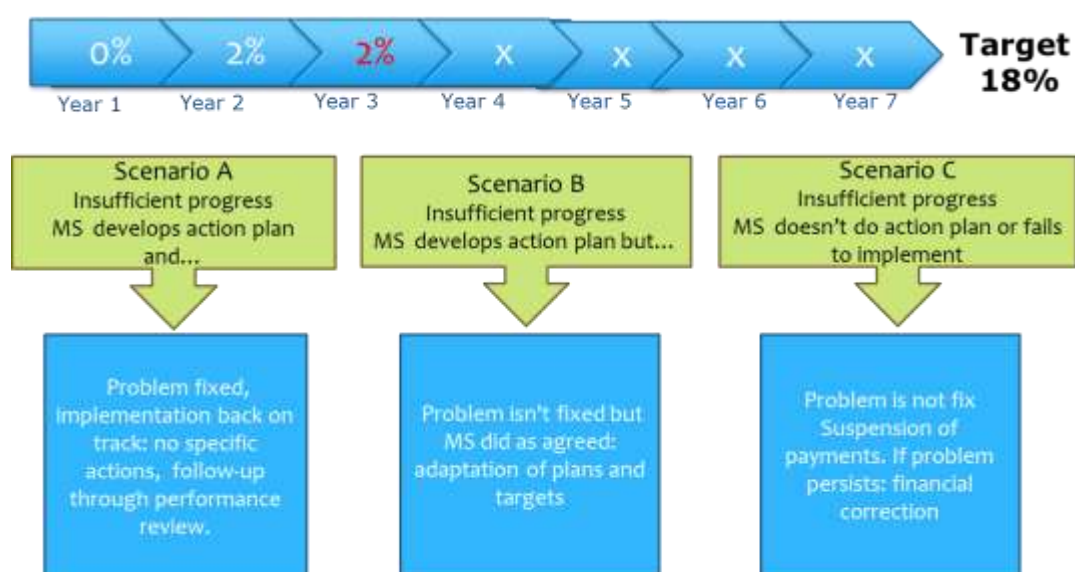 0%
2%
2%
x
x
x
x
Target
18%
Year 1
Year 2
Year 3
Year 4
Year 5
Year 6
Year 7
Scenario A
Insufficient progress
MS develops action plan
and...
Scenario B
Insufficient progress
MS develops action plan but...
Scenario C
Insufficient progress
MS doesn't do action plan or fails
to implement
Problem fixed,
implementation back on
track: no specific
actions, follow-up
through performance
review.
Problem isn't fixed but
MS did as agreed:
adaptation of plans and
targets
Problem is not fix
Suspension of
payments. If problem
persists: financial
correction